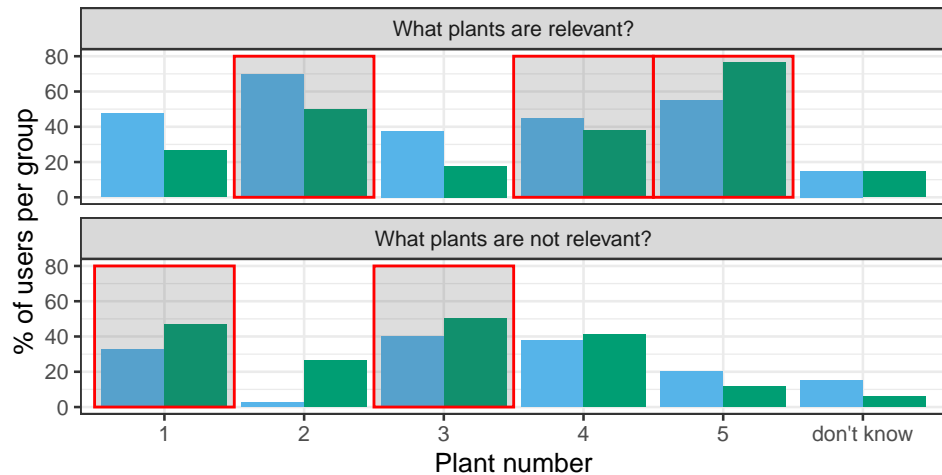 What plants are relevant?
80
60
40
20
0
What plants are not relevant?
80
60
40
20
0
1 2 3 4 5 don't know
Plant number
% of users per group